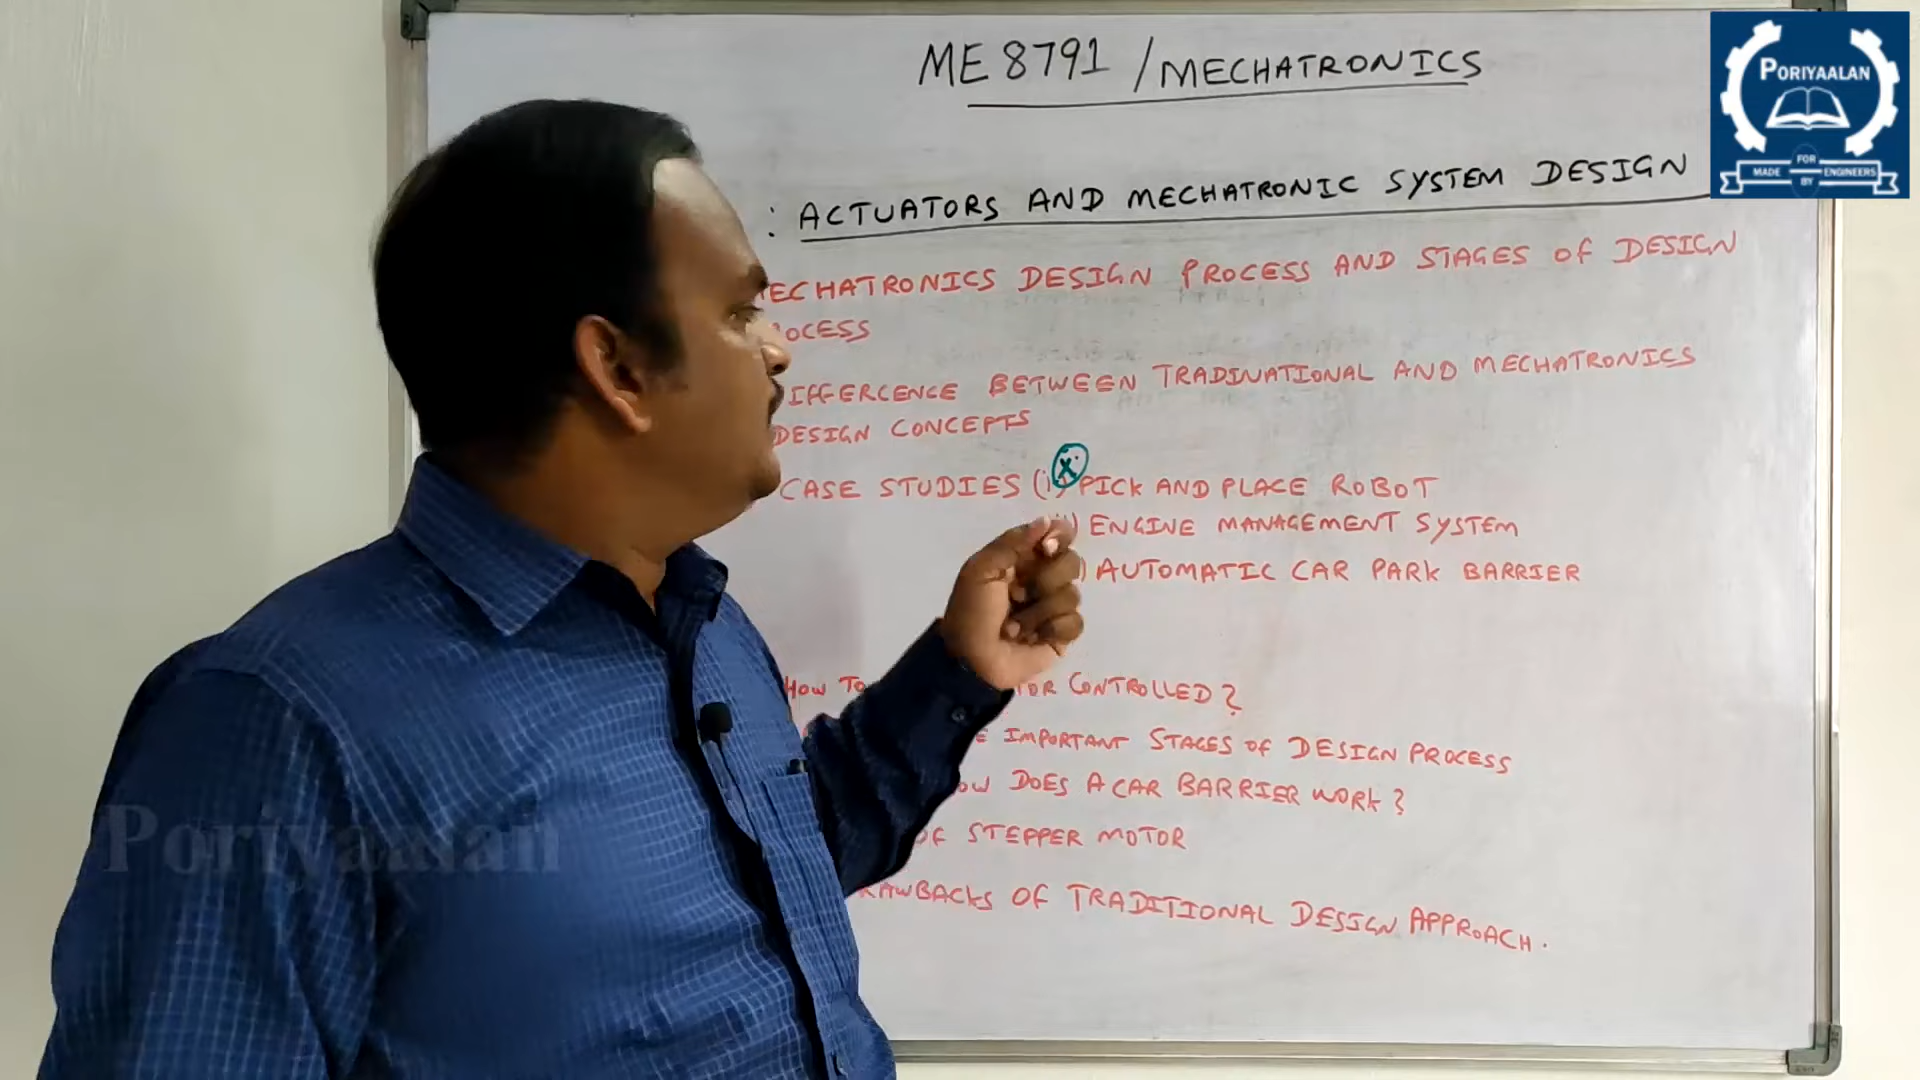 ME 8791 / MECHATRONICS
PORIYAALAN
MADE FOR BY ENGINEERS
: ACTUATORS AND MECHATRONIC SYSTEM DESIGN
ECHATRONICS DESIGN PROCESS AND STAGES OF DESIGN
OCESS
IFFERCENCE BETWEEN TRADINATIONAL AND MECHATRONICS
DESIGN CONCEPTS
CASE STUDIES (i) PICK AND PLACE ROBOT
) ENGINE MANAGEMENT SYSTEM
) AUTOMATIC CAR PARK BARRIER
HOW TO TOR CONTROLLED?
IMPORTANT STAGES OF DESIGN PROCESS
OW DOES A CAR BARRIER WORK?
OF STEPPER MOTOR
RAWBACKS OF TRADITIONAL DESIGN APPROACH.
Poriyaalan